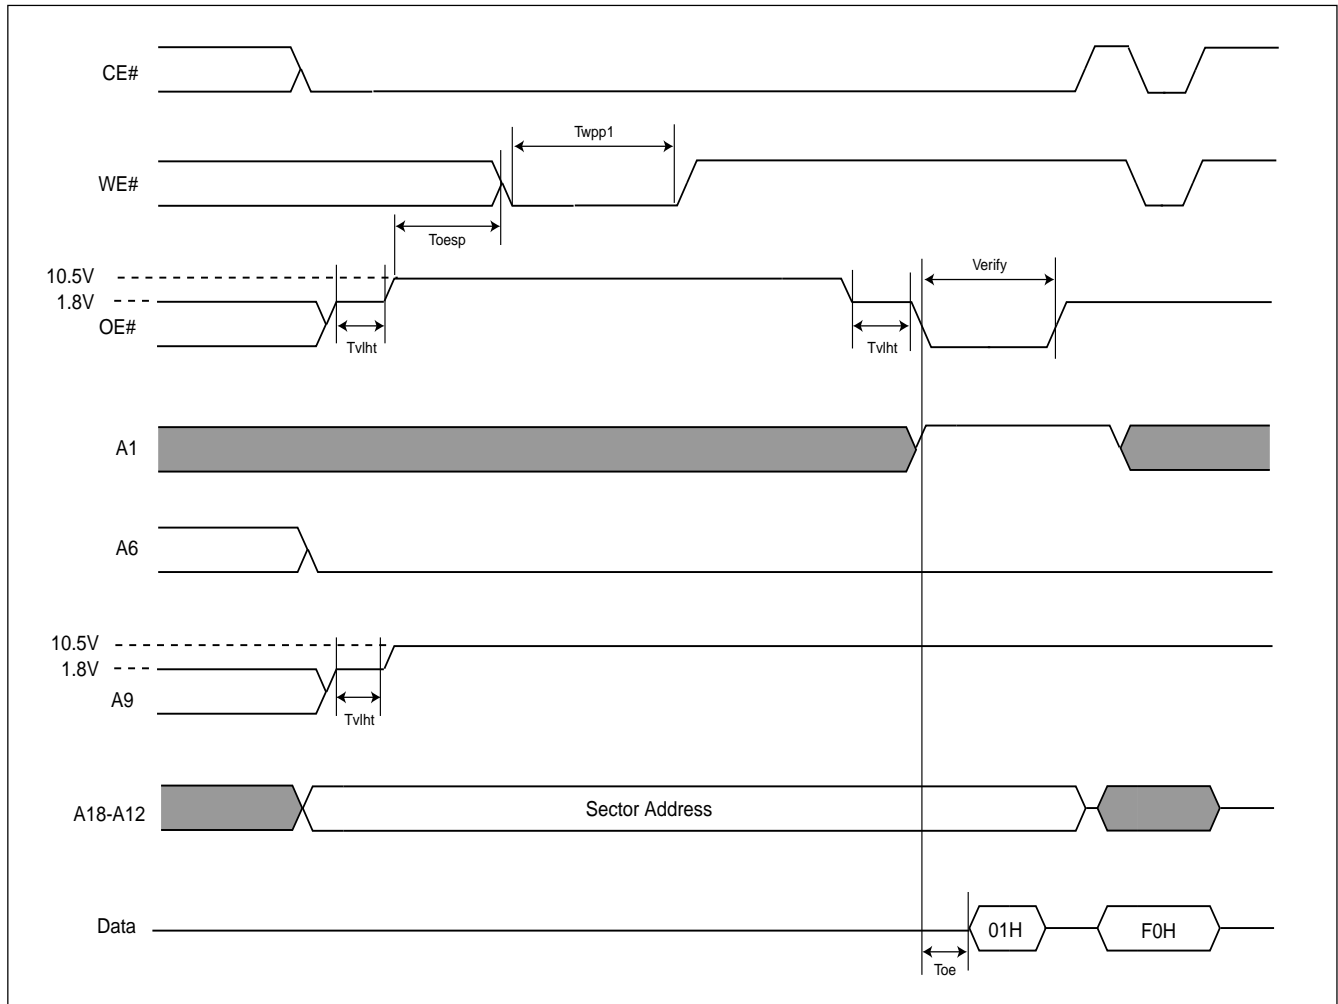 CE#
Twpp1
WE#
Toesp
10.5V
Verify
1.8V
OE#
Tvlht
Tvlht
A1
A6
10.5V
1.8V
A9
Tvlht
Sector Address
A18-A12
Data
01H
F0H
Toe